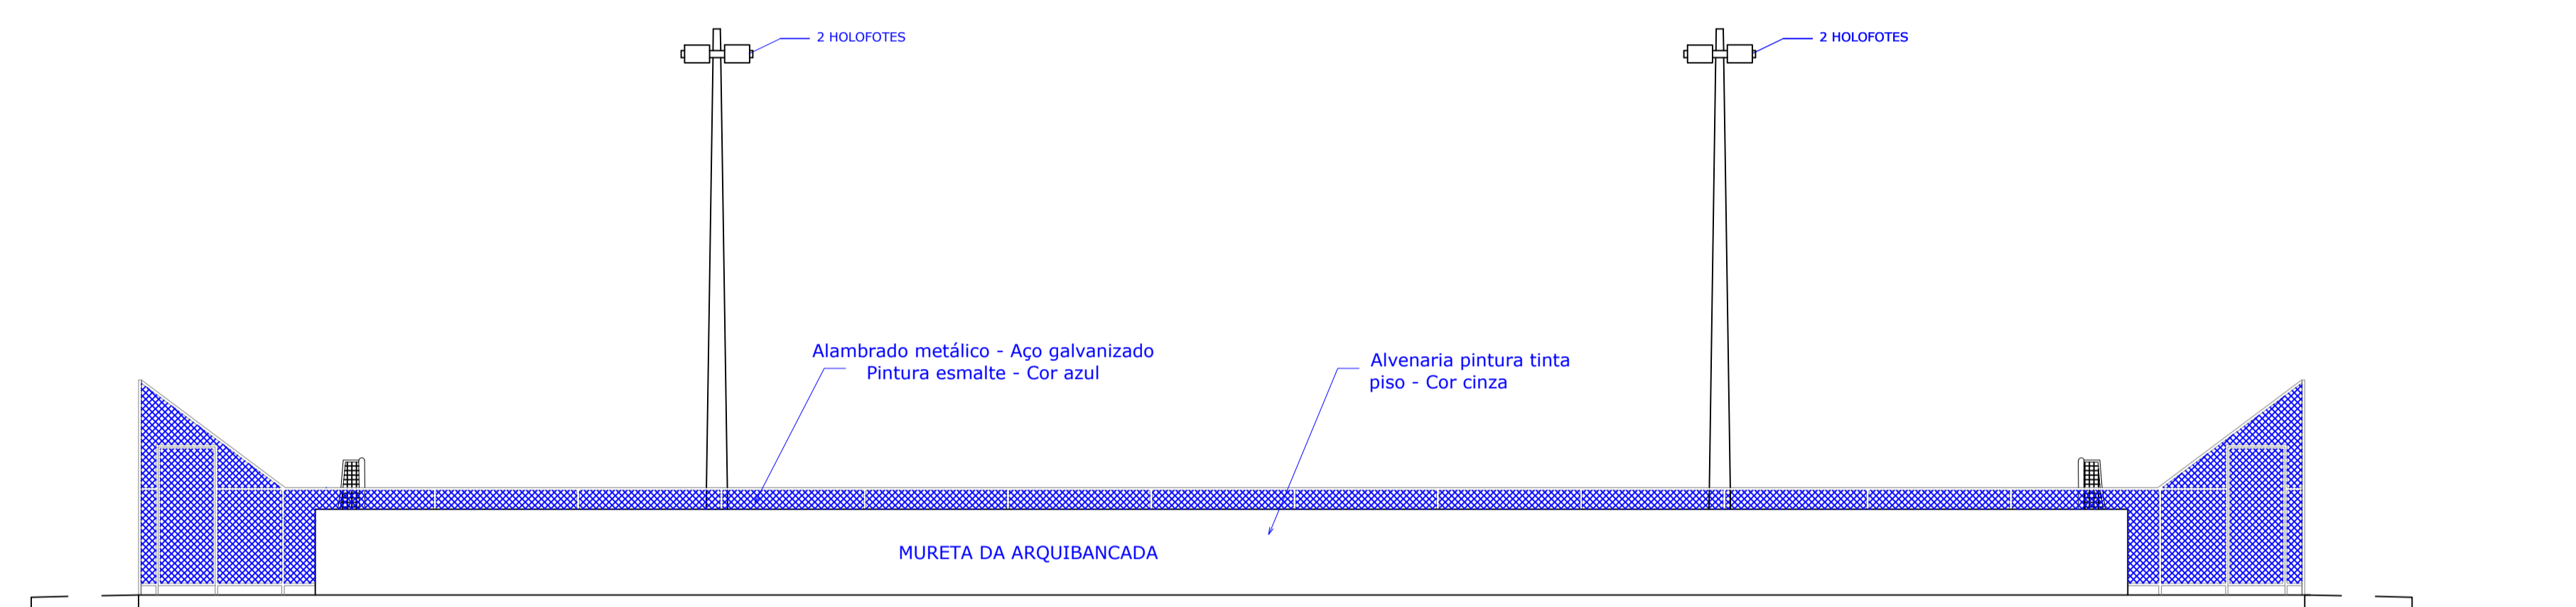 2 HOLOFOTES
2 HOLOFOTES
Alambrado metálico - Aço galvanizado
Pintura esmalte - Cor azul
Alvenaria pintura tinta
piso - Cor cinza
MURETA DA ARQUIBANCADA